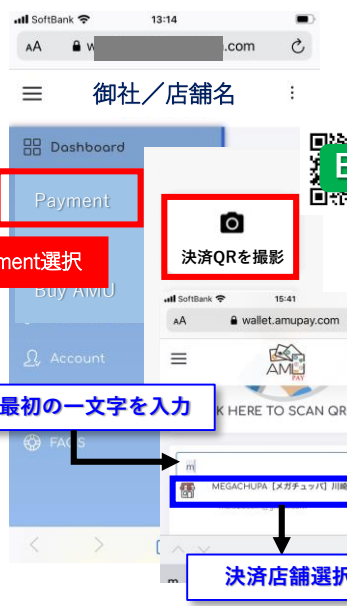 SoftBank 13:14
AA w .com
御社／店舗名
Dashboard
Payment
決済QRを撮影
ment選択
Buy AMU
SoftBank 15:41
AA wallet.amupay.com
AMU
PAY
Account
最初の一文字を入力
K HERE TO SCAN QR
FAQS
m
MEGACHUPA [メガチュッパ] 川崎
決済店舗選択
m